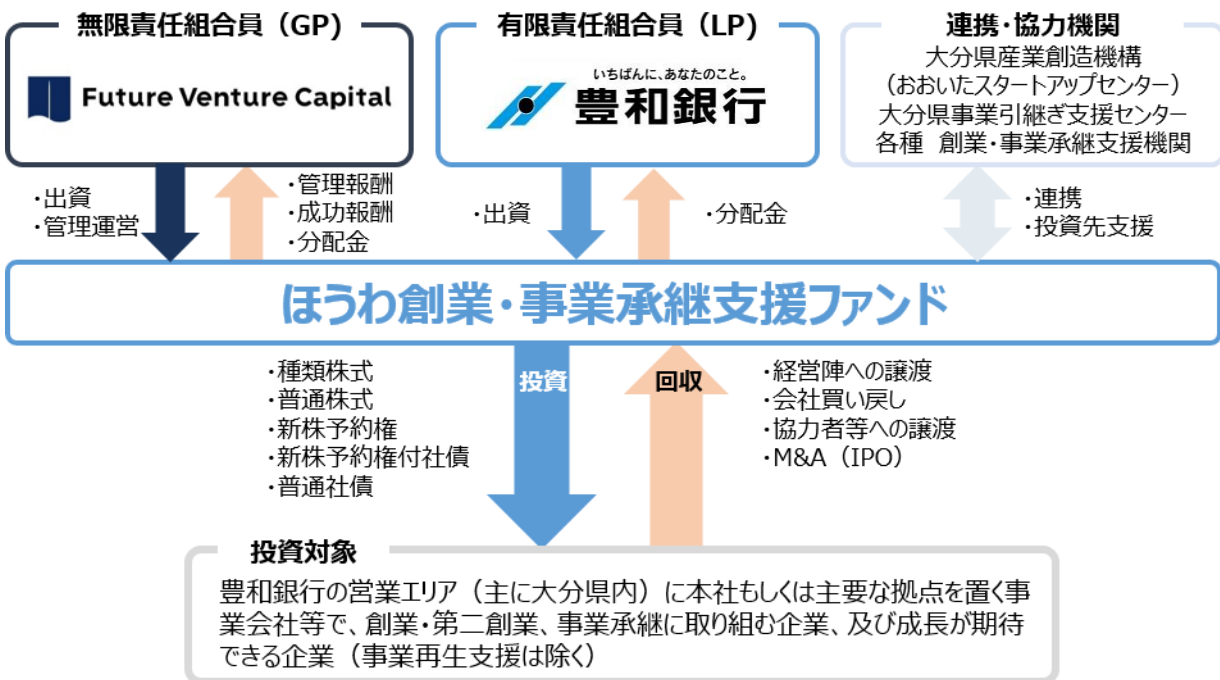 無限責任組合員（GP）
Future Venture Capital
有限責任組合員（LP）
いちばんに、あなたのこと。
豊和銀行
連携・協力機関
大分県産業創造機構
（おおいたスタートアップセンター）
大分県事業引継ぎ支援センター
各種　創業・事業承継支援機関
・出資
・管理運営
・管理報酬
・成功報酬
・分配金
・出資
・分配金
・連携
・投資先支援
ほうわ創業・事業承継支援ファンド
・種類株式
・普通株式
・新株予約権
・新株予約権付社債
・普通社債
投資
回収
・経営陣への譲渡
・会社買い戻し
・協力者等への譲渡
・M&A（IPO）
投資対象
豊和銀行の営業エリア（主に大分県内）に本社もしくは主要な拠点を置く事
業会社等で、創業・第二創業、事業承継に取り組む企業、及び成長が期待
できる企業（事業再生支援は除く）